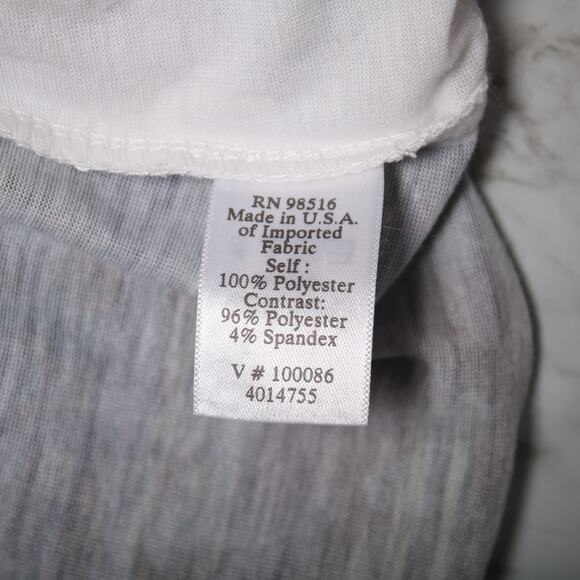 RN 98516
Made in U.S.A.
of Imported
Fabric
Self :
100% Polyester
Contrast:
96% Polyester
4% Spandex
V # 100086
4014755